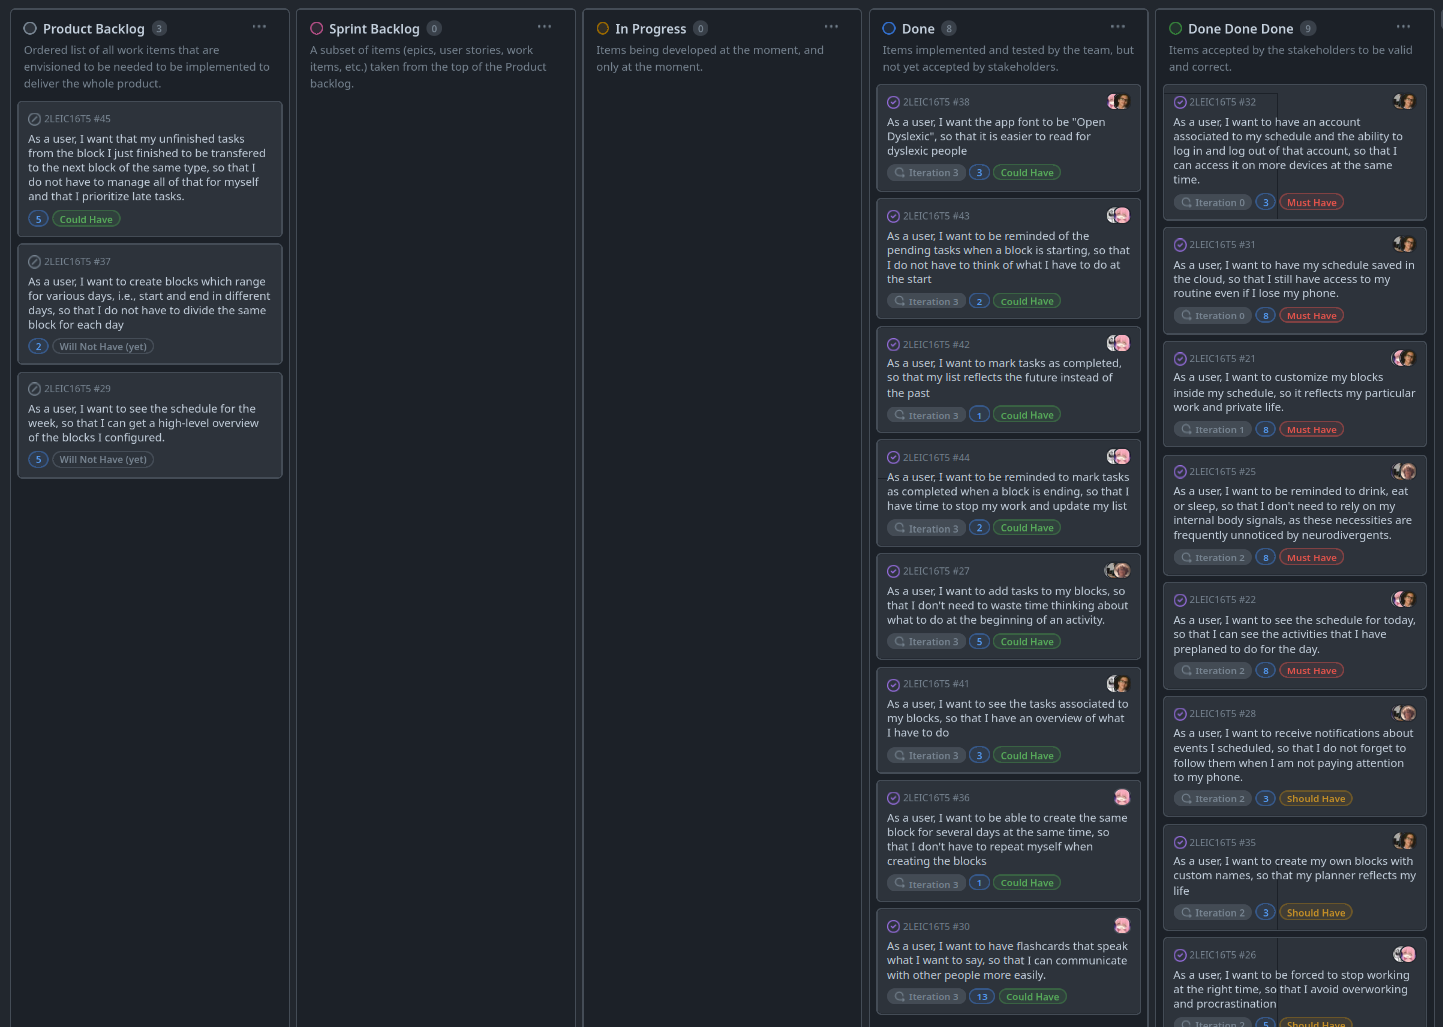 Product Backlog 3
Ordered list of all work items that are
envisioned to be needed to be implemented to
deliver the whole product.
2LEIC16T5 #45
As a user, I want that my unfinished tasks
from the block I just finished to be transfered
to the next block of the same type, so that I
do not have to manage all of that for myself
and that I prioritize late tasks.
5 Could Have
2LEIC16T5 #37
As a user, I want to create blocks which range
for various days, i.e., start and end in different
days, so that I do not have to divide the same
block for each day
2 Will Not Have (yet)
2LEIC16T5 #29
As a user, I want to see the schedule for the
week, so that I can get a high-level overview
of the blocks I configured.
5 Will Not Have (yet)
Sprint Backlog 0
A subset of items (epics, user stories, work
items, etc.) taken from the top of the Product
backlog.
In Progress 0
Items being developed at the moment, and
only at the moment.
Done 8
Items implemented and tested by the team, but
not yet accepted by stakeholders.
2LEIC16T5 #38
As a user, I want the app font to be "Open
Dyslexic", so that it is easier to read for
dyslexic people
Iteration 3 3 Could Have
2LEIC16T5 #43
As a user, I want to be reminded of the
pending tasks when a block is starting, so that
I do not have to think of what I have to do at
the start
Iteration 3 2 Could Have
2LEIC16T5 #42
As a user, I want to mark tasks as completed,
so that my list reflects the future instead of
the past
Iteration 3 1 Could Have
2LEIC16T5 #44
As a user, I want to be reminded to mark tasks
as completed when a block is ending, so that I
have time to stop my work and update my list
Iteration 3 2 Could Have
2LEIC16T5 #27
As a user, I want to add tasks to my blocks, so
that I don't need to waste time thinking about
what to do at the beginning of an activity.
Iteration 3 5 Could Have
2LEIC16T5 #41
As a user, I want to see the tasks associated to
my blocks, so that I have an overview of what
I have to do
Iteration 3 3 Could Have
2LEIC16T5 #36
As a user, I want to be able to create the same
block for several days at the same time, so
that I don't have to repeat myself when
creating the blocks
Iteration 3 1 Could Have
2LEIC16T5 #30
As a user, I want to have flashcards that speak
what I want to say, so that I can communicate
with other people more easily.
Iteration 3 13 Could Have
Done Done Done 9
Items accepted by the stakeholders to be valid
and correct.
2LEIC16T5 #32
As a user, I want to have an account
associated to my schedule and the ability to
log in and log out of that account, so that I
can access it on more devices at the same
time.
Iteration 0 3 Must Have
2LEIC16T5 #31
As a user, I want to have my schedule saved in
the cloud, so that I still have access to my
routine even if I lose my phone.
Iteration 0 8 Must Have
2LEIC16T5 #21
As a user, I want to customize my blocks
inside my schedule, so it reflects my particular
work and private life.
Iteration 1 8 Must Have
2LEIC16T5 #25
As a user, I want to be reminded to drink, eat
or sleep, so that I don't need to rely on my
internal body signals, as these necessities are
frequently unnoticed by neurodivergents.
Iteration 2 8 Must Have
2LEIC16T5 #22
As a user, I want to see the schedule for today,
so that I can see the activities that I have
preplaned to do for the day.
Iteration 2 8 Must Have
2LEIC16T5 #28
As a user, I want to receive notifications about
events I scheduled, so that I do not forget to
follow them when I am not paying attention
to my phone.
Iteration 2 3 Should Have
2LEIC16T5 #35
As a user, I want to create my own blocks with
custom names, so that my planner reflects my
life
Iteration 2 3 Should Have
2LEIC16T5 #26
As a user, I want to be forced to stop working
at the right time, so that I avoid overworking
and procrastination
Iteration 2 5 Should Have